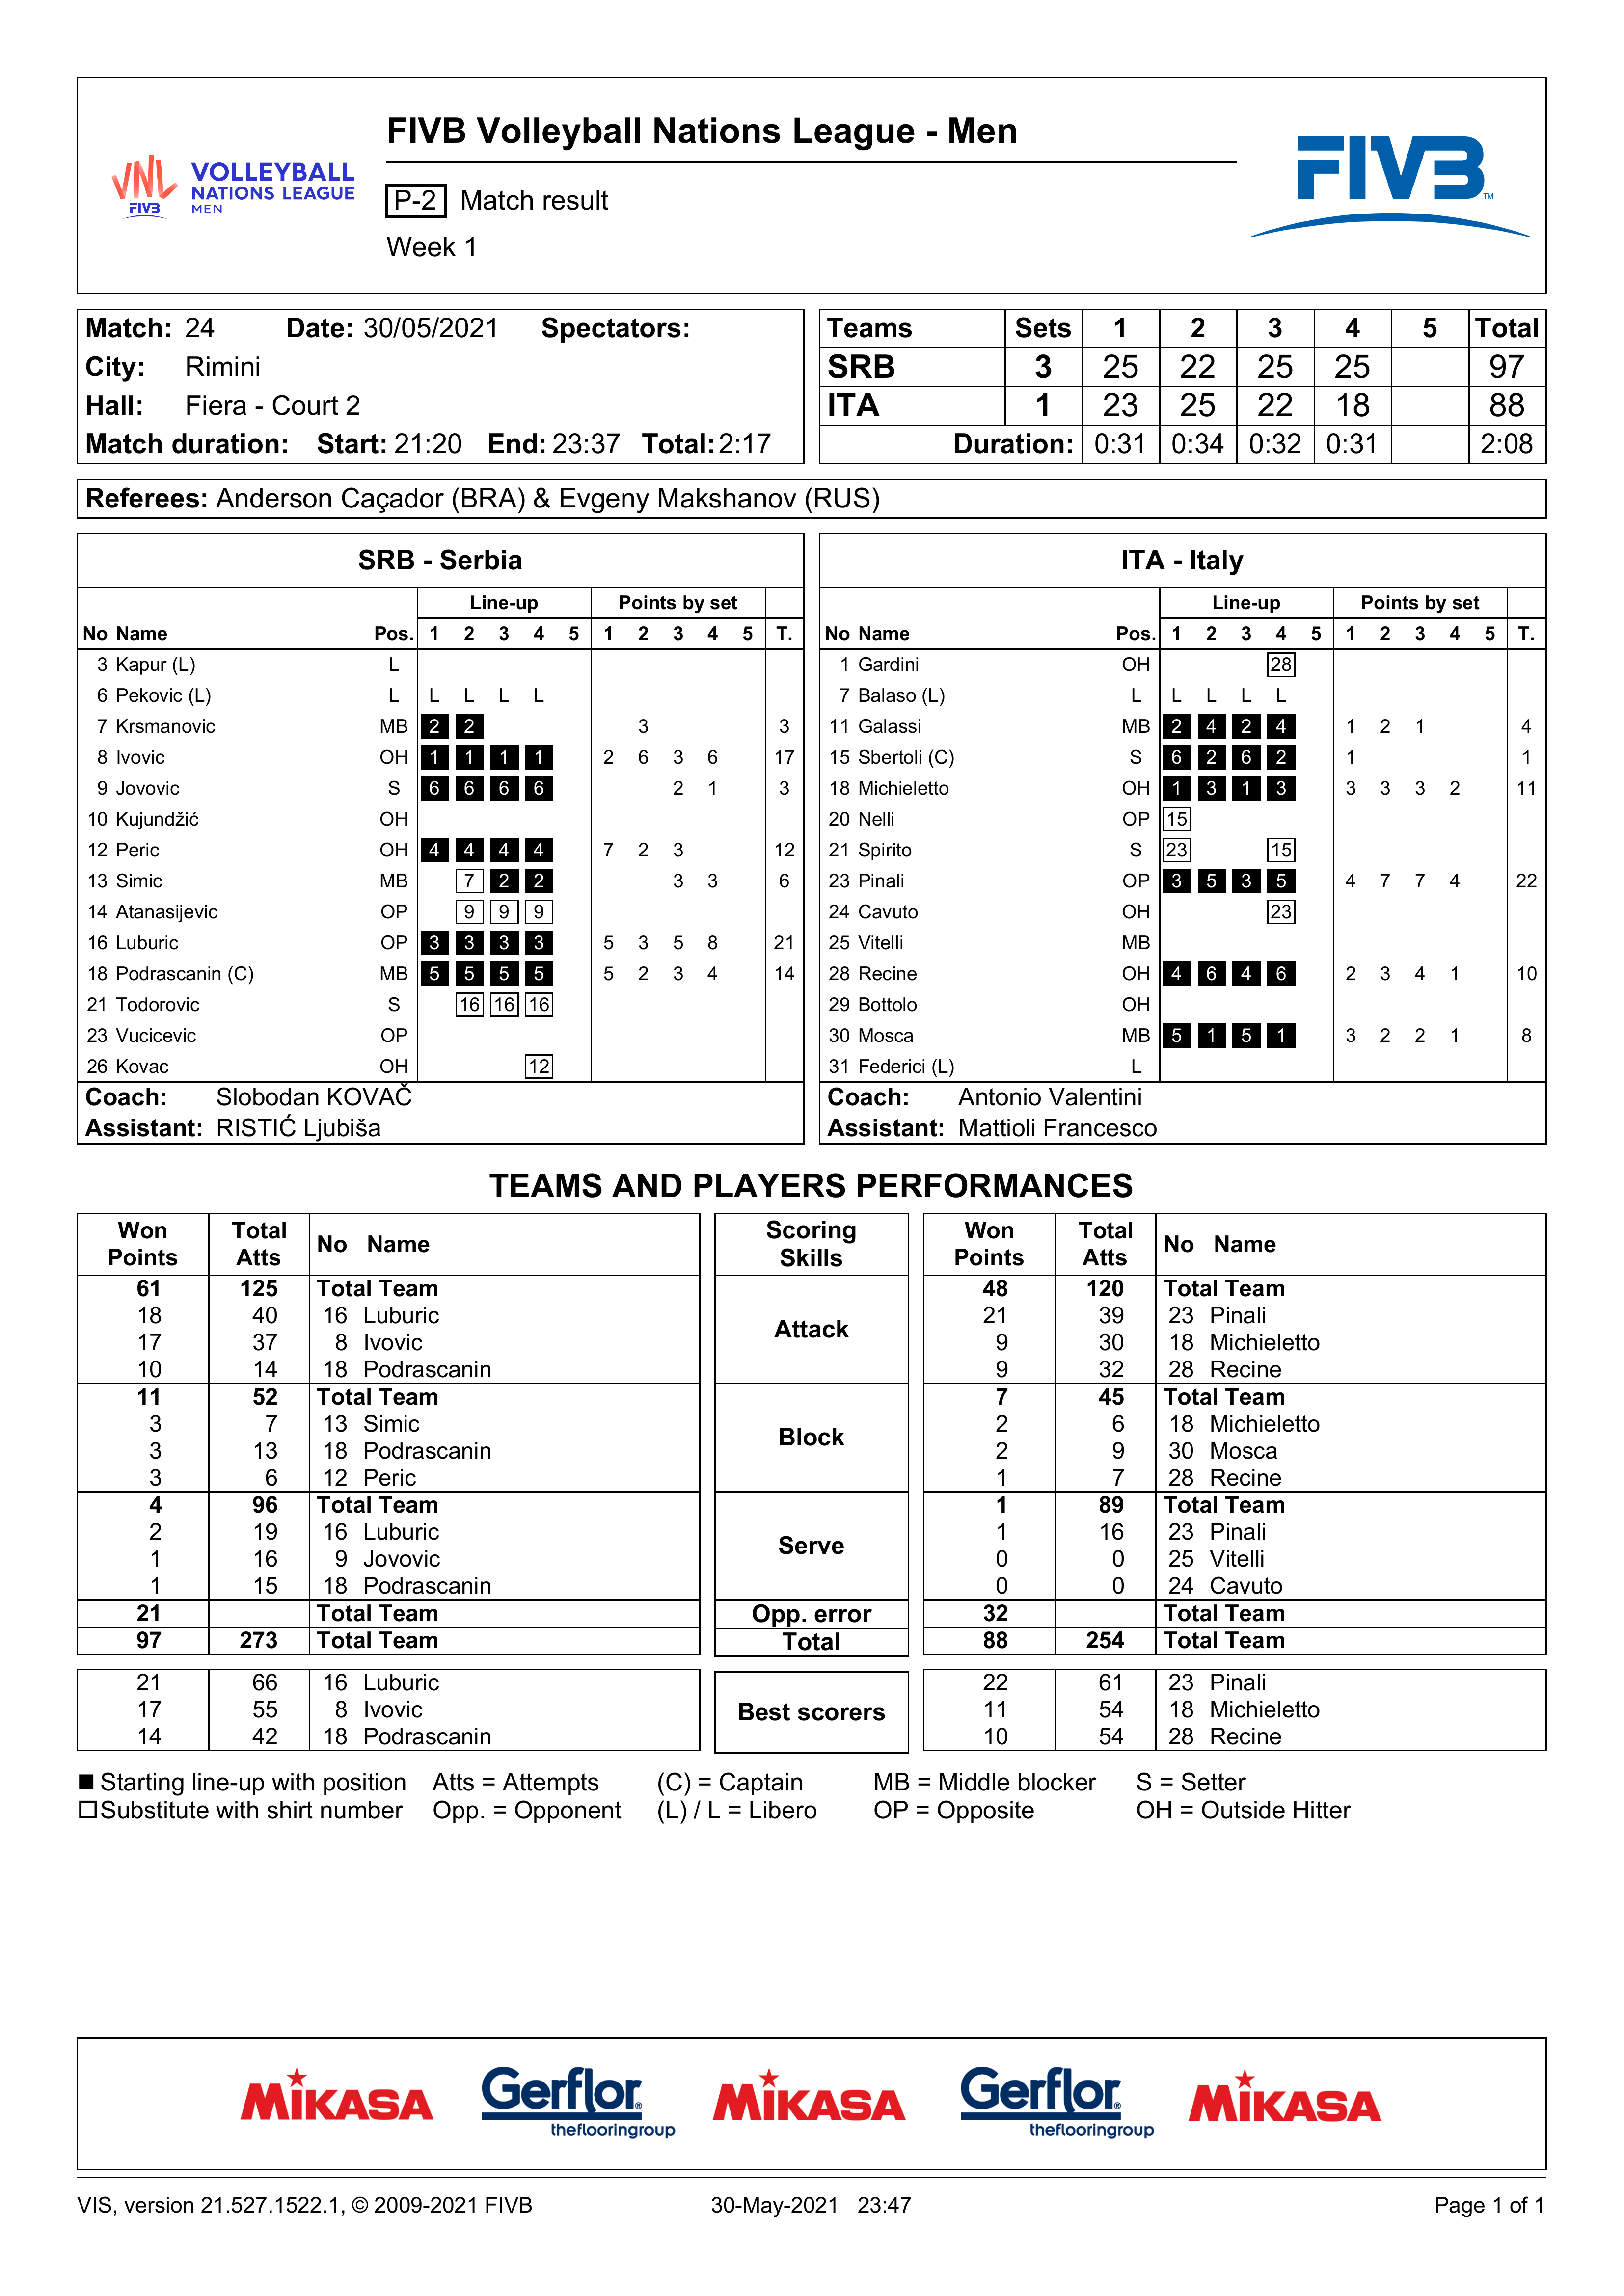 FIVB Volleyball Nations League - Men
VNL FIVB VOLLEYBALL NATIONS LEAGUE MEN
P-2 Match result
Week 1
FIVB TM
Match: 24 Date: 30/05/2021 Spectators:
City: Rimini
Hall: Fiera - Court 2
Match duration: Start: 21:20 End: 23:37 Total: 2:17
Teams Sets 1 2 3 4 5 Total
SRB 3 25 22 25 25 97
ITA 1 23 25 22 18 88
Duration: 0:31 0:34 0:32 0:31 2:08
Referees: Anderson Caçador (BRA) & Evgeny Makshanov (RUS)
SRB - Serbia
Line-up Points by set
No Name Pos. 1 2 3 4 5 1 2 3 4 5 T.
3 Kapur (L) L
6 Pekovic (L) L L L L L
7 Krsmanovic MB 2 2 3 3
8 Ivovic OH 1 1 1 1 2 6 3 6 17
9 Jovovic S 6 6 6 6 2 1 3
10 Kujundžić OH
12 Peric OH 4 4 4 4 7 2 3 12
13 Simic MB 7 2 2 3 3 6
14 Atanasijevic OP 9 9 9
16 Luburic OP 3 3 3 3 5 3 5 8 21
18 Podrascanin (C) MB 5 5 5 5 5 2 3 4 14
21 Todorovic S 16 16 16
23 Vucicevic OP
26 Kovac OH 12
Coach: Slobodan KOVAČ
Assistant: RISTIĆ Ljubiša
ITA - Italy
Line-up Points by set
No Name Pos. 1 2 3 4 5 1 2 3 4 5 T.
1 Gardini OH 28
7 Balaso (L) L L L L L
11 Galassi MB 2 4 2 4 1 2 1 4
15 Sbertoli (C) S 6 2 6 2 1 1
18 Michieletto OH 1 3 1 3 3 3 3 2 11
20 Nelli OP 15
21 Spirito S 23 15
23 Pinali OP 3 5 3 5 4 7 7 4 22
24 Cavuto OH 23
25 Vitelli MB
28 Recine OH 4 6 4 6 2 3 4 1 10
29 Bottolo OH
30 Mosca MB 5 1 5 1 3 2 2 1 8
31 Federici (L) L
Coach: Antonio Valentini
Assistant: Mattioli Francesco
TEAMS AND PLAYERS PERFORMANCES
Won Points Total Atts No Name Scoring Skills Won Points Total Atts No Name
61 125 Total Team Attack 48 120 Total Team
18 40 16 Luburic 21 39 23 Pinali
17 37 8 Ivovic 9 30 18 Michieletto
10 14 18 Podrascanin 9 32 28 Recine
11 52 Total Team Block 7 45 Total Team
3 7 13 Simic 2 6 18 Michieletto
3 13 18 Podrascanin 2 9 30 Mosca
3 6 12 Peric 1 7 28 Recine
4 96 Total Team Serve 1 89 Total Team
2 19 16 Luburic 1 16 23 Pinali
1 16 9 Jovovic 0 0 25 Vitelli
1 15 18 Podrascanin 0 0 24 Cavuto
21 Total Team Opp. error 32 Total Team
97 273 Total Team Total 88 254 Total Team
21 66 16 Luburic Best scorers 22 61 23 Pinali
17 55 8 Ivovic 11 54 18 Michieletto
14 42 18 Podrascanin 10 54 28 Recine
Starting line-up with position Atts = Attempts (C) = Captain MB = Middle blocker S = Setter
Substitute with shirt number Opp. = Opponent (L) / L = Libero OP = Opposite OH = Outside Hitter
MIKASA Gerflor® theflooringgroup MIKASA Gerflor® theflooringgroup MIKASA
VIS, version 21.527.1522.1, © 2009-2021 FIVB 30-May-2021 23:47 Page 1 of 1